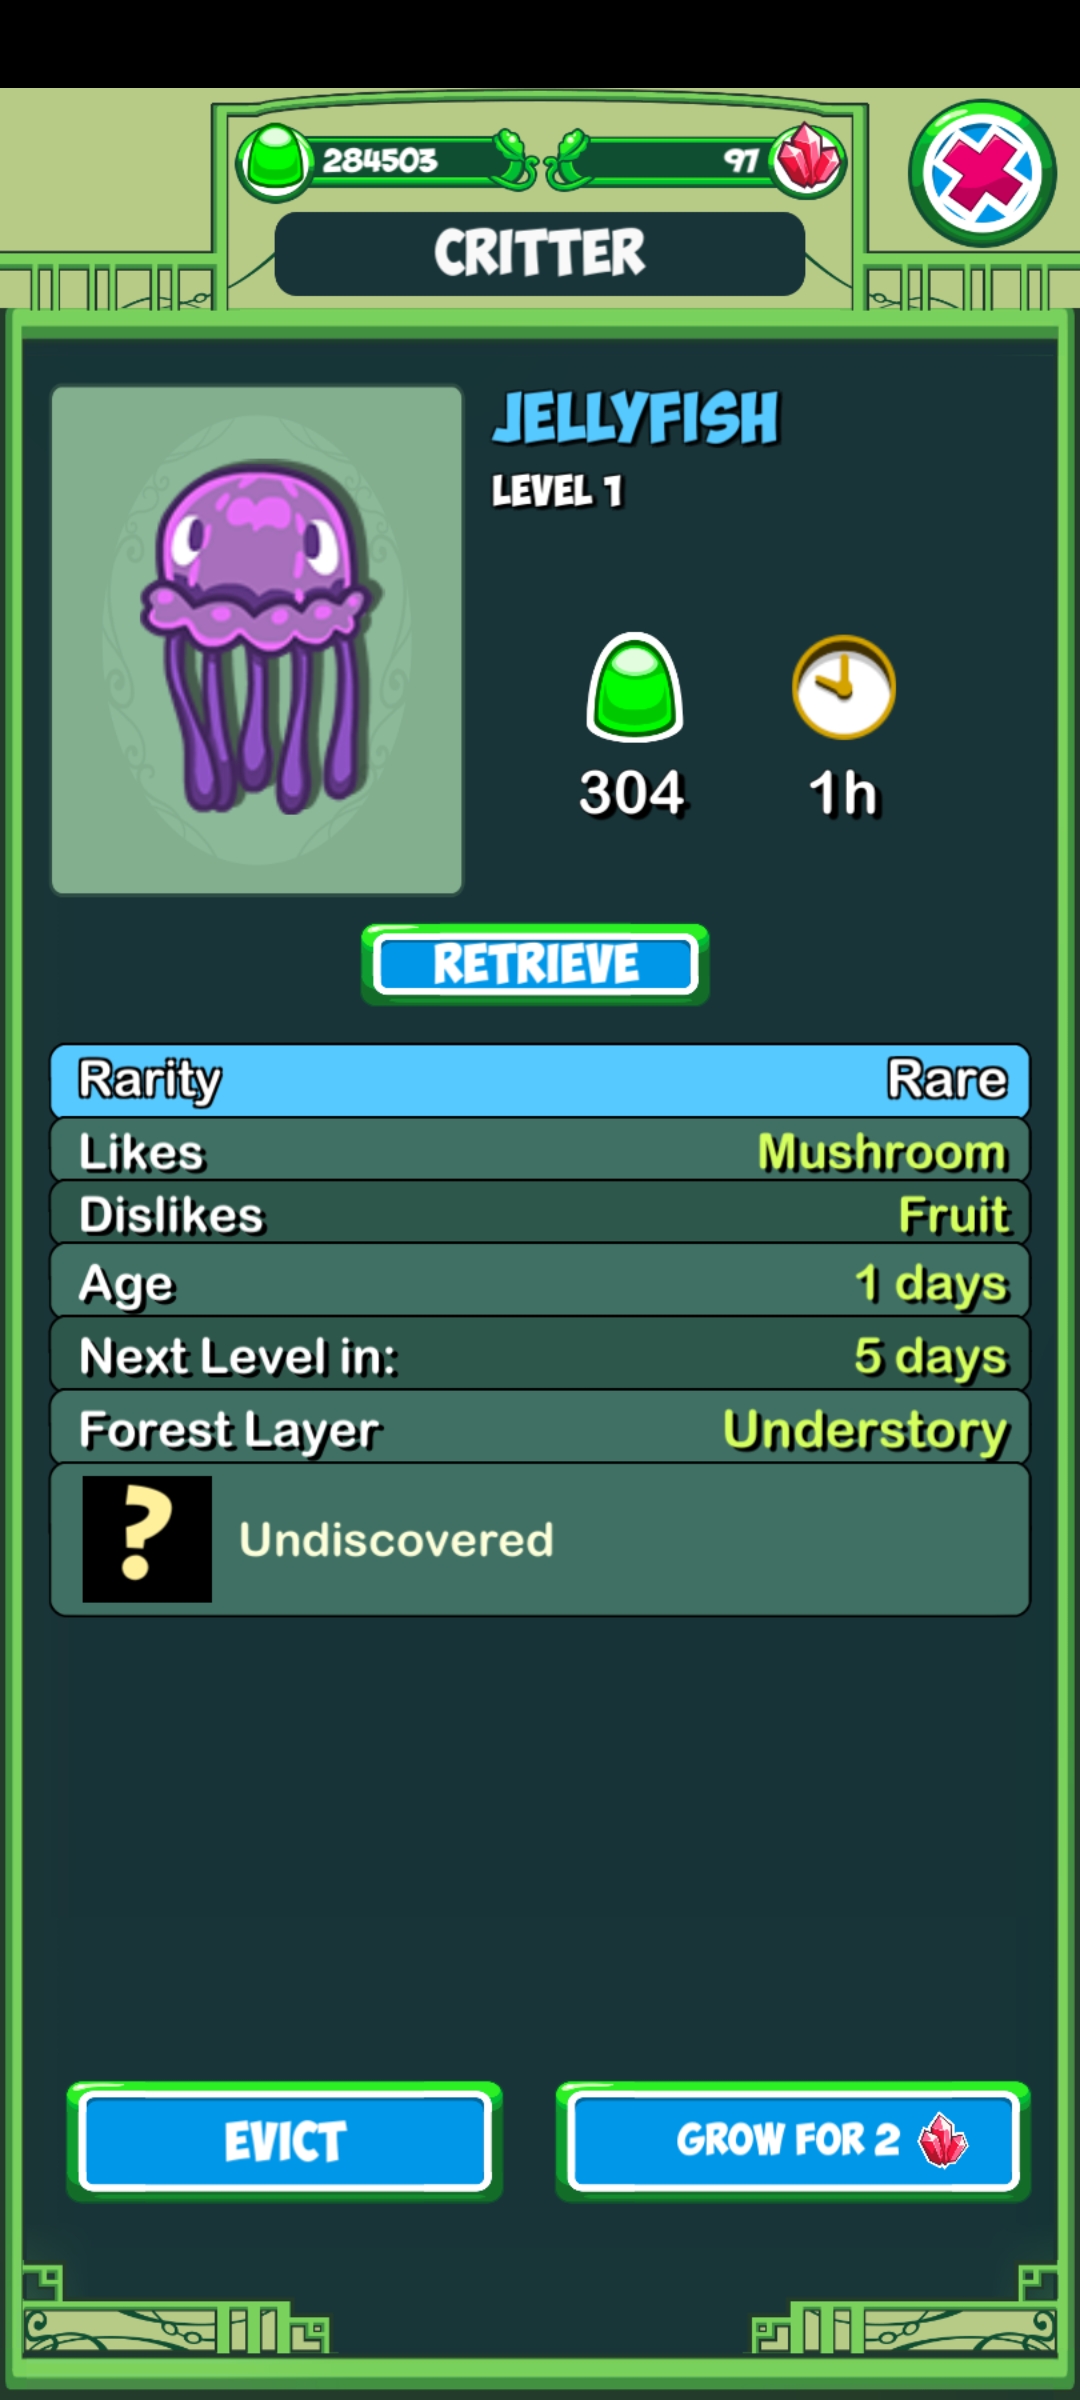 284503 97
CRITTER
JELLYFISH
LEVEL 1
304 1h
RETRIEVE
Rarity Rare
Likes Mushroom
Dislikes Fruit
Age 1 days
Next Level in: 5 days
Forest Layer Understory
? Undiscovered
EVICT GROW FOR 2